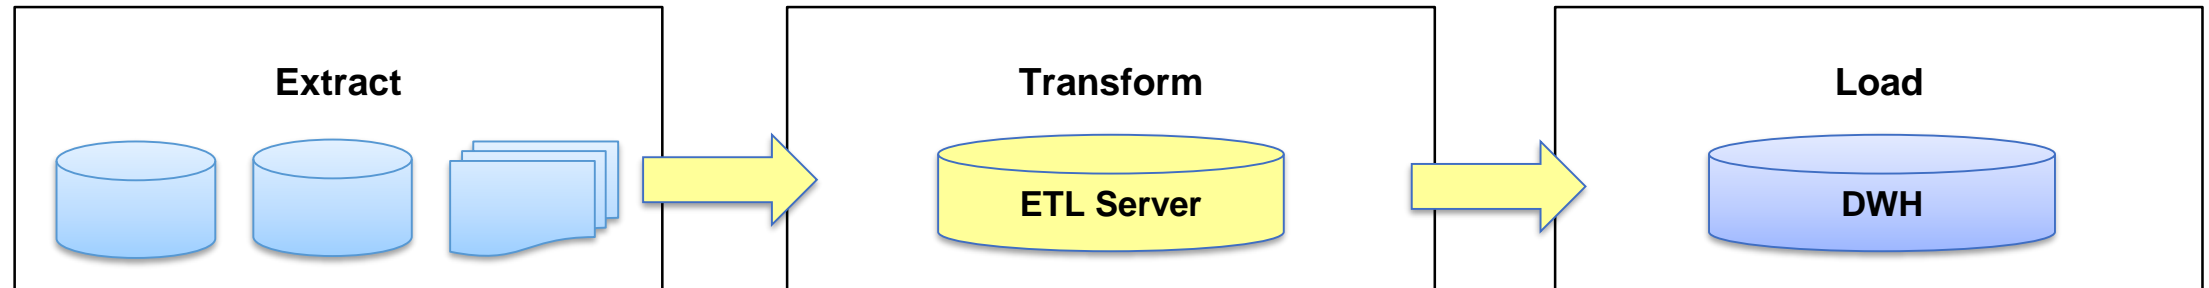 Extract
Transform
Load
ETL Server
DWH